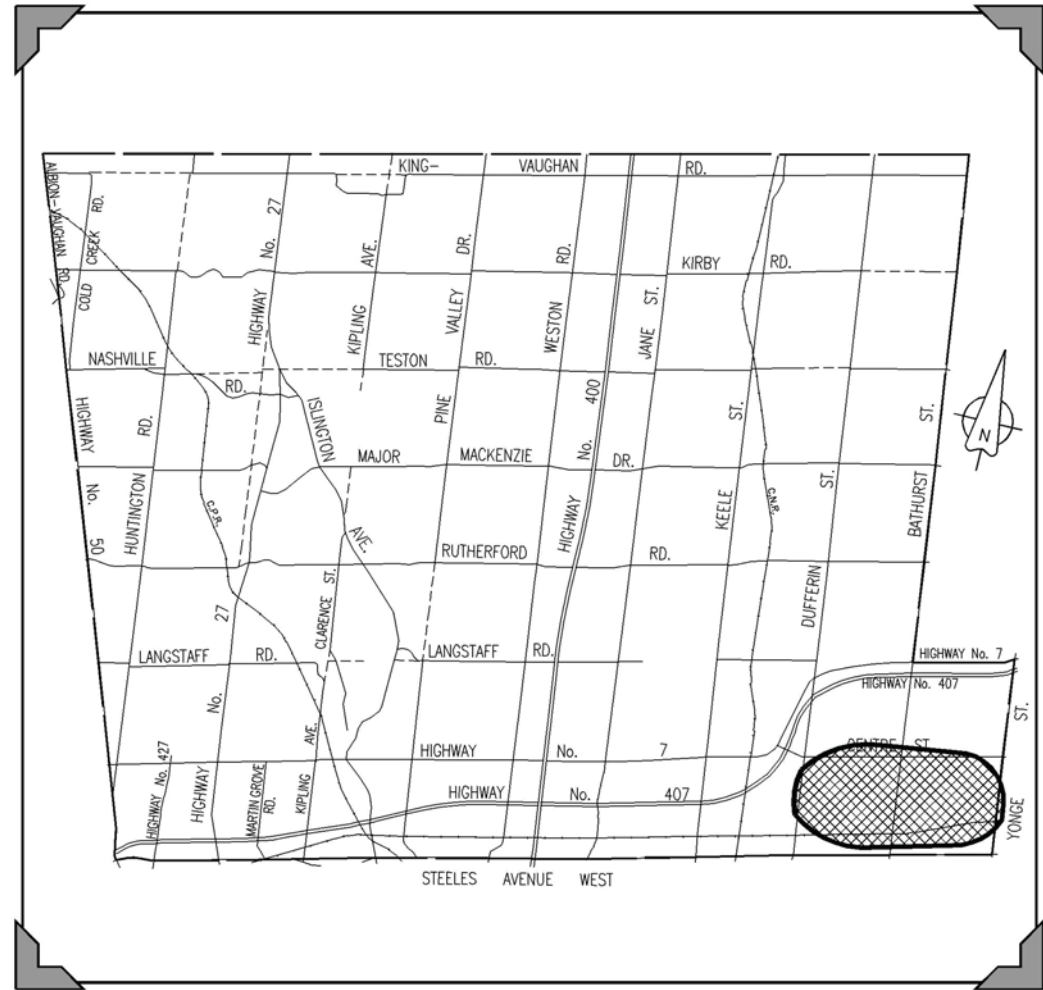 KING-VAUGHAN RD.
ALBION-VAUGHAN RD.
COLD CREEK RD.
HIGHWAY No. 27
KIPLING AVE.
PINE VALLEY DR.
WESTON RD.
JANE ST.
KIRBY RD.
NASHVILLE RD.
TESTON RD.
HIGHWAY No. 50
HUNTINGTON RD.
ISLINGTON AVE.
HIGHWAY No. 400
MAJOR MACKENZIE DR.
KEELE ST.
C.N.R.
DUFFERIN ST.
BATHURST ST.
N
C.P.R.
RUTHERFORD RD.
CLARENCE ST.
LANGSTAFF RD.
LANGSTAFF RD.
HIGHWAY No. 7
HIGHWAY No. 407
HIGHWAY No. 27
CENTRE ST.
HIGHWAY No. 427
MARTIN GROVE RD.
KIPLING AVE.
HIGHWAY No. 7
HIGHWAY No. 407
YONGE ST.
STEELES AVENUE WEST